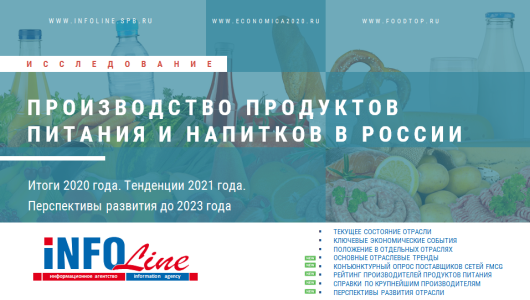 WWW.INFOLINE.SPB.RU
WWW.ECONOMICA2020.RU
WWW.FOODTOP.RU
ИССЛЕДОВАНИЕ
ПРОИЗВОДСТВО ПРОДУКТОВ
ПИТАНИЯ И НАПИТКОВ В РОССИИ
Итоги 2020 года. Тенденции 2021 года.
Перспективы развития до 2023 года
INFOLine
информационное агентство information agency
ТЕКУЩЕЕ СОСТОЯНИЕ ОТРАСЛИ
КЛЮЧЕВЫЕ ЭКОНОМИЧЕСКИЕ СОБЫТИЯ
ПОЛОЖЕНИЕ В ОТДЕЛЬНЫХ ОТРАСЛЯХ
ОСНОВНЫЕ ОТРАСЛЕВЫЕ ТРЕНДЫ
КОНЪЮНКТУРНЫЙ ОПРОС ПОСТАВЩИКОВ СЕТЕЙ FMCG
РЕЙТИНГ ПРОИЗВОДИТЕЛЕЙ ПРОДУКТОВ ПИТАНИЯ
СПРАВКИ ПО КРУПНЕЙШИМ ПРОИЗВОДИТЕЛЯМ
ПЕРСПЕКТИВЫ РАЗВИТИЯ ОТРАСЛИ